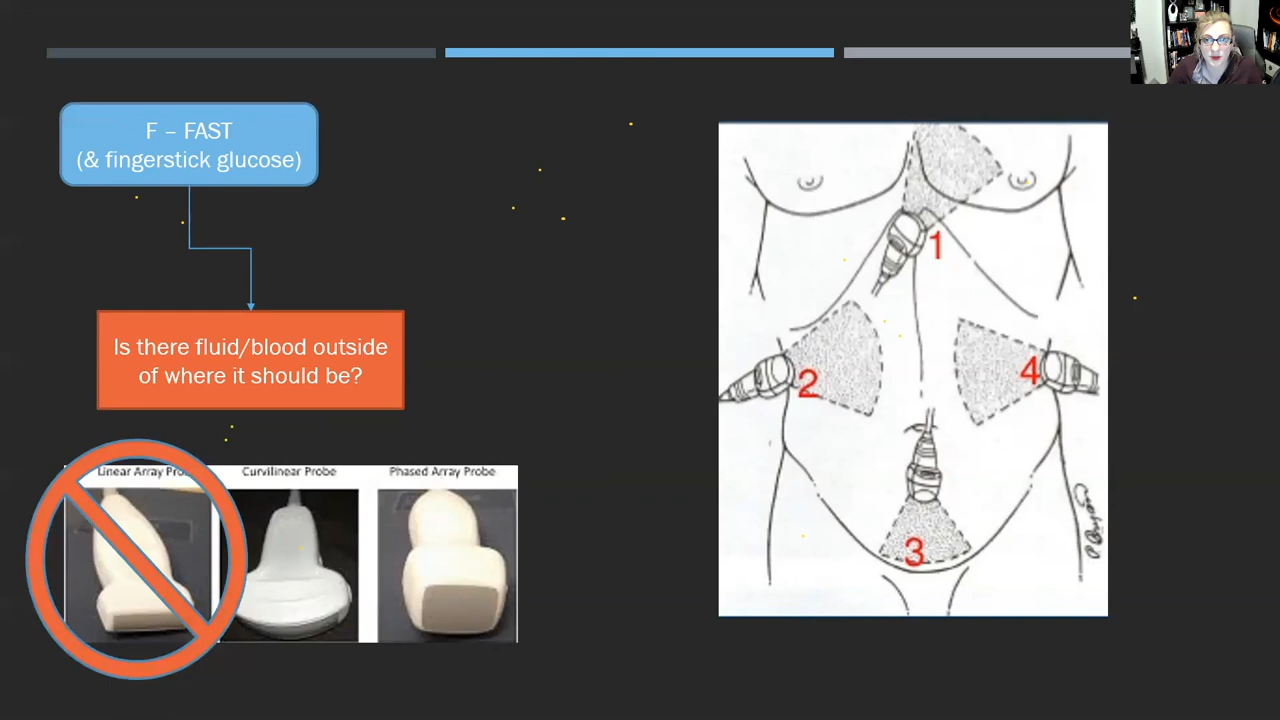 F – FAST
(& fingerstick glucose)
Is there fluid/blood outside
of where it should be?
Linear Array
Curvilinear Probe
Phased Array Probe
1
2
4
3